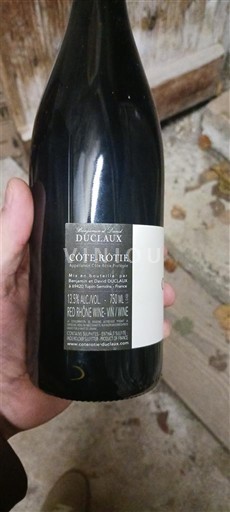 Benjamin et David
DUCLAUX
CÔTE RÔTIE
Appellation Côte Rôtie Protégée
Mis en bouteille par
Benjamin et David DUCLAUX
à 69420 Tupin-Semons - France
13.5% ALC./VOL. - 750 ML
RED RHÔNE WINE - VIN / WINE
PRODUCT OF FRANCE
www.coterotie-duclaux.com
VINIOU